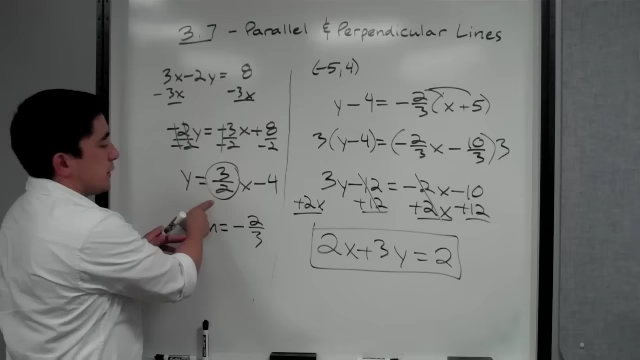 3.7 - Parallel & Perpendicular Lines
3x-2y= 8
-3x -3x
+2y=+3x+8
+2 +2 -2
y=3/2x-4
m=-2/3
(-5,4)
y-4=-2/3(x+5)
3(y-4)=(-2/3x-10/3)3
3y-12=-2x-10
+2x +12 +2x +12
2x+3y=2